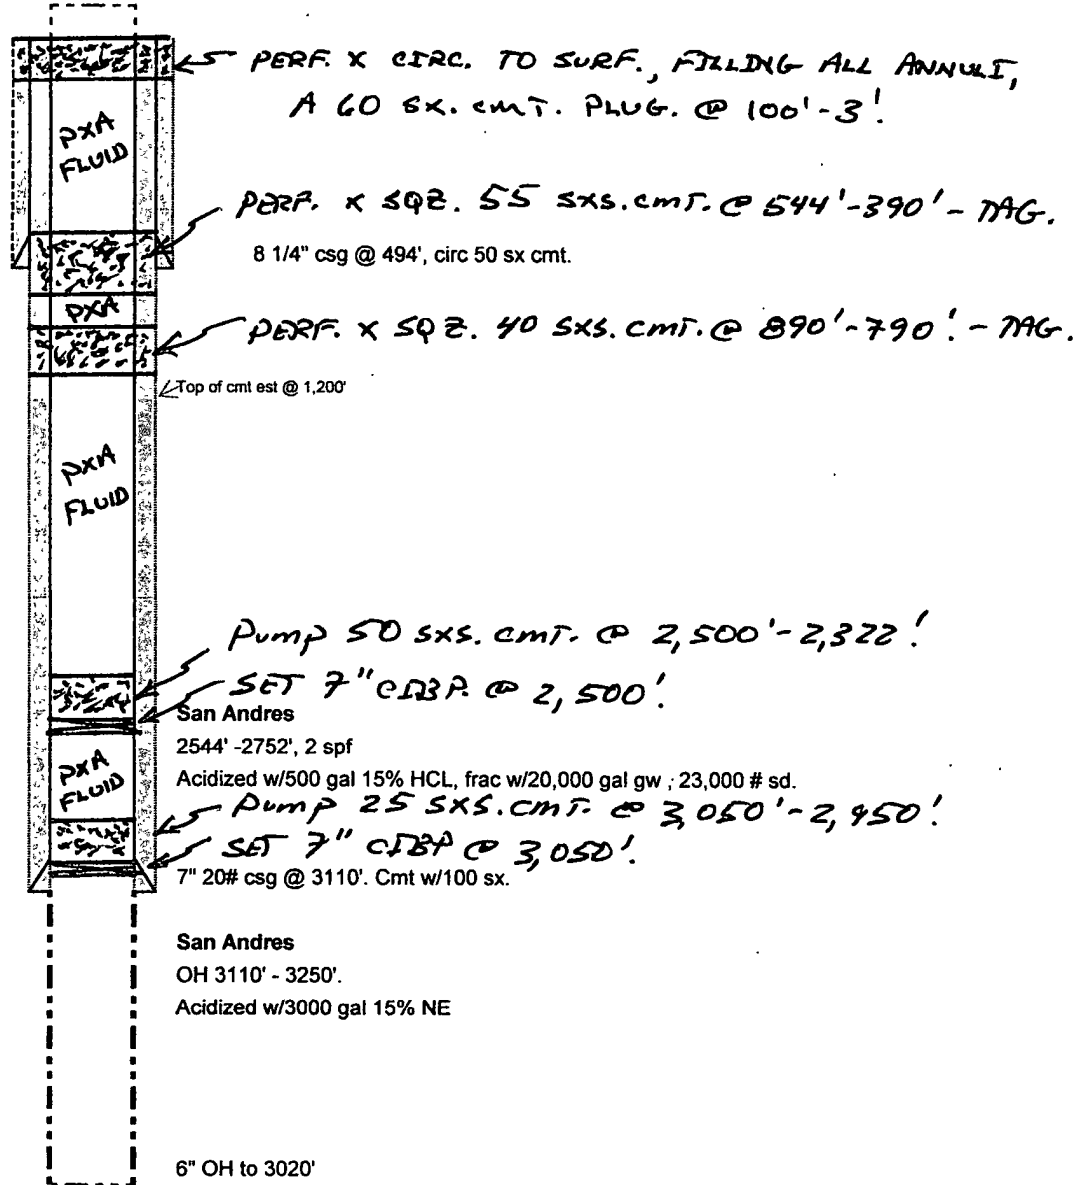 PERF. X CIRC. TO SURF., FILLING ALL ANNULI,
A 60 SX. CMT. PLUG. @ 100'-3'.
PXA
FLUID
PERF. X SQZ. 55 SXS. CMT. @ 544'-390' - TAG.
8 1/4" csg @ 494', circ 50 sx cmt.
PXA
PERF. X SQZ. 40 SXS. CMT. @ 890'-790'. - TAG.
Top of cmt est @ 1,200'
PXA
FLUID
Pump 50 SXS. CMT. @ 2,500'-2,322'.
SET 7" CIBP. @ 2,500'.
San Andres
2544' -2752', 2 spf
PXA
FLUID
Acidized w/500 gal 15% HCL, frac w/20,000 gal gw ; 23,000 # sd.
Pump 25 SXS. CMT. @ 3,050'-2,950'.
SET 7" CIBP @ 3,050'.
7" 20# csg @ 3110'. Cmt w/100 sx.
San Andres
OH 3110' - 3250'.
Acidized w/3000 gal 15% NE
6" OH to 3020'